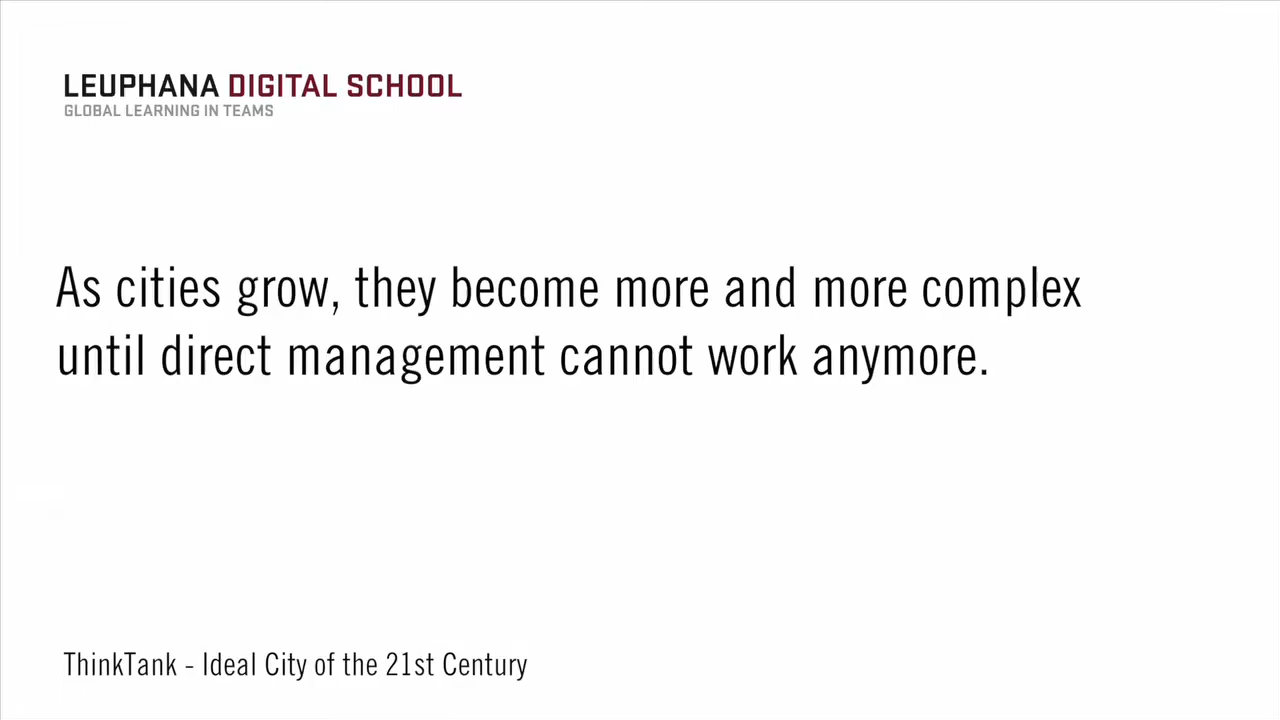 LEUPHANA DIGITAL SCHOOL
GLOBAL LEARNING IN TEAMS
As cities grow, they become more and more complex
until direct management cannot work anymore.
ThinkTank - Ideal City of the 21st Century